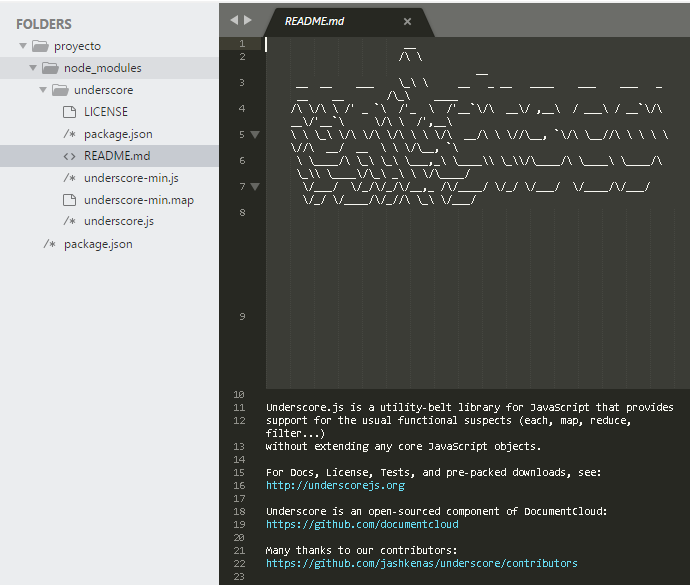 FOLDERS
proyecto
node_modules
underscore
LICENSE
/* package.json
<> README.md
/* underscore-min.js
underscore-min.map
/* underscore.js
/* package.json
README.md ×
1
2
3
4
5
6
7
8
9
10
11 Underscore.js is a utility-belt library for JavaScript that provides
12 support for the usual functional suspects (each, map, reduce,
filter...)
13 without extending any core JavaScript objects.
14
15 For Docs, License, Tests, and pre-packed downloads, see:
16 http://underscorejs.org
17
18 Underscore is an open-sourced component of DocumentCloud:
19 https://github.com/documentcloud
20
21 Many thanks to our contributors:
22 https://github.com/jashkenas/underscore/contributors
23